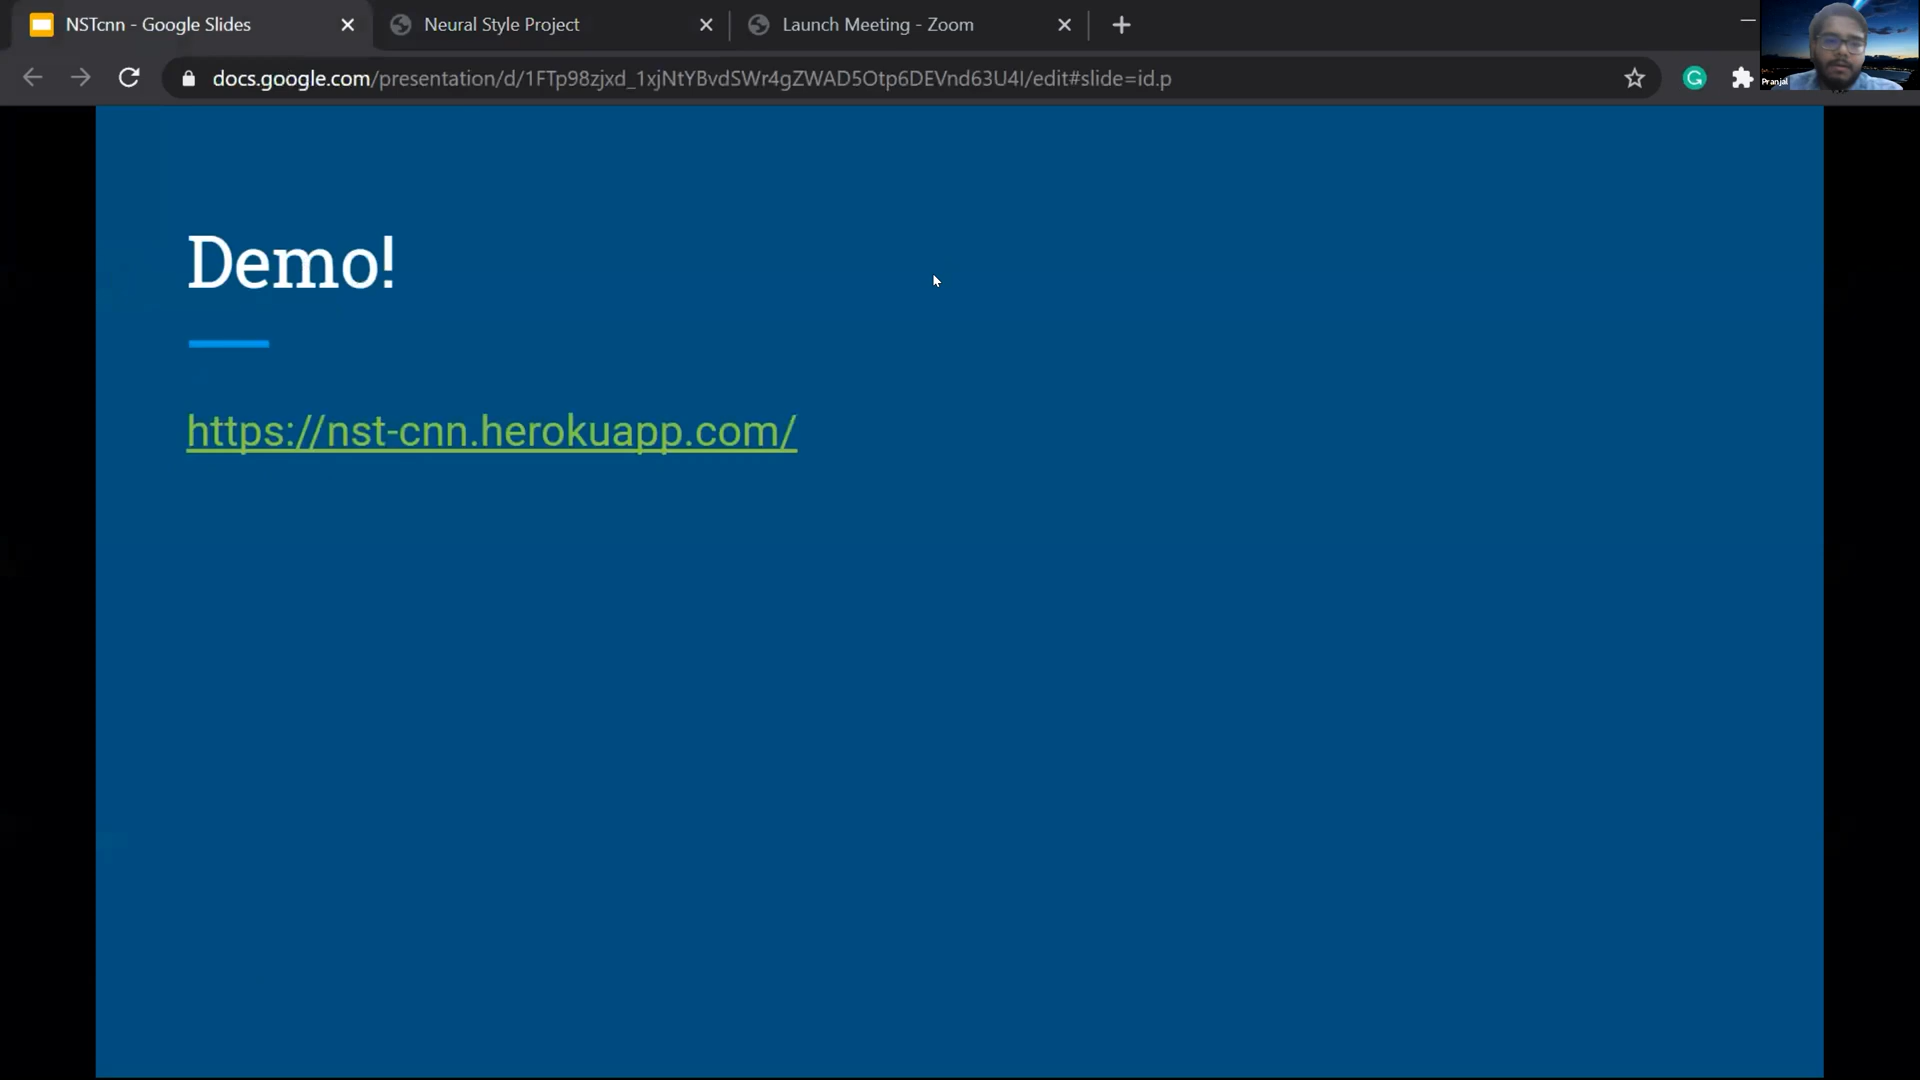 NSTcnn - Google Slides
Neural Style Project
Launch Meeting - Zoom
docs.google.com/presentation/d/1FTp98zjxd_1xjNtYBvdSWr4gZWAD5Otp6DEVnd63U4I/edit#slide=id.p
Pranjal
Demo!
https://nst-cnn.herokuapp.com/